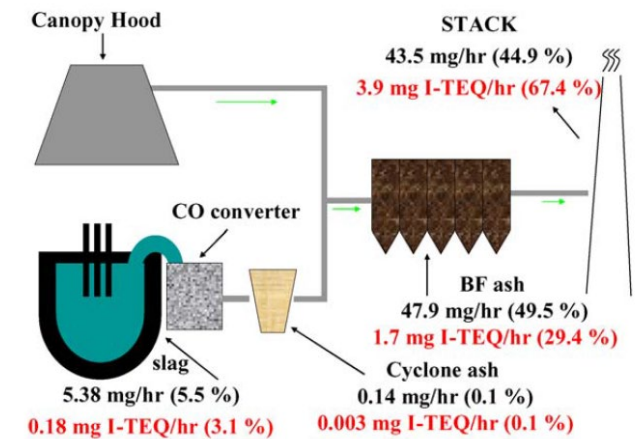 Canopy Hood
STACK
43.5 mg/hr (44.9 %)
3.9 mg I-TEQ/hr (67.4 %)
CO converter
BF ash
47.9 mg/hr (49.5 %)
1.7 mg I-TEQ/hr (29.4 %)
slag
5.38 mg/hr (5.5 %)
0.18 mg I-TEQ/hr (3.1 %)
Cyclone ash
0.14 mg/hr (0.1 %)
0.003 mg I-TEQ/hr (0.1 %)